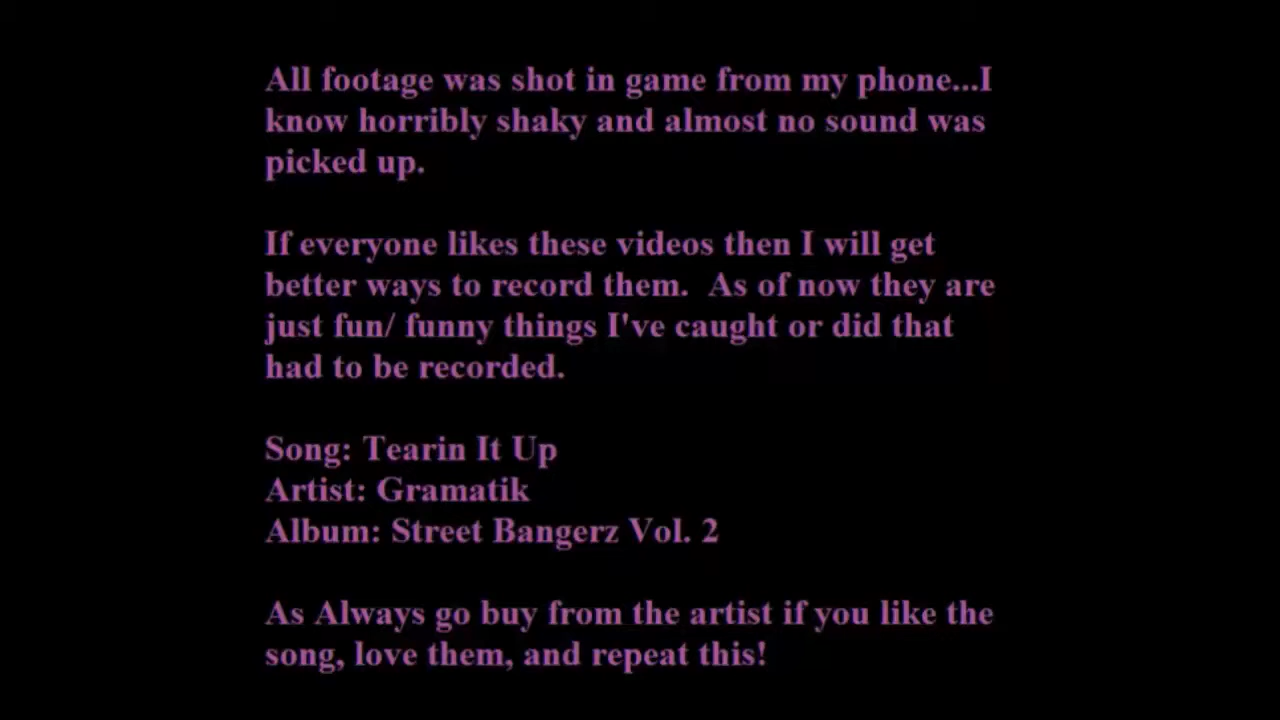 All footage was shot in game from my phone...I
know horribly shaky and almost no sound was
picked up.
If everyone likes these videos then I will get
better ways to record them.  As of now they are
just fun/ funny things I've caught or did that
had to be recorded.
Song: Tearin It Up
Artist: Gramatik
Album: Street Bangerz Vol. 2
As Always go buy from the artist if you like the
song, love them, and repeat this!